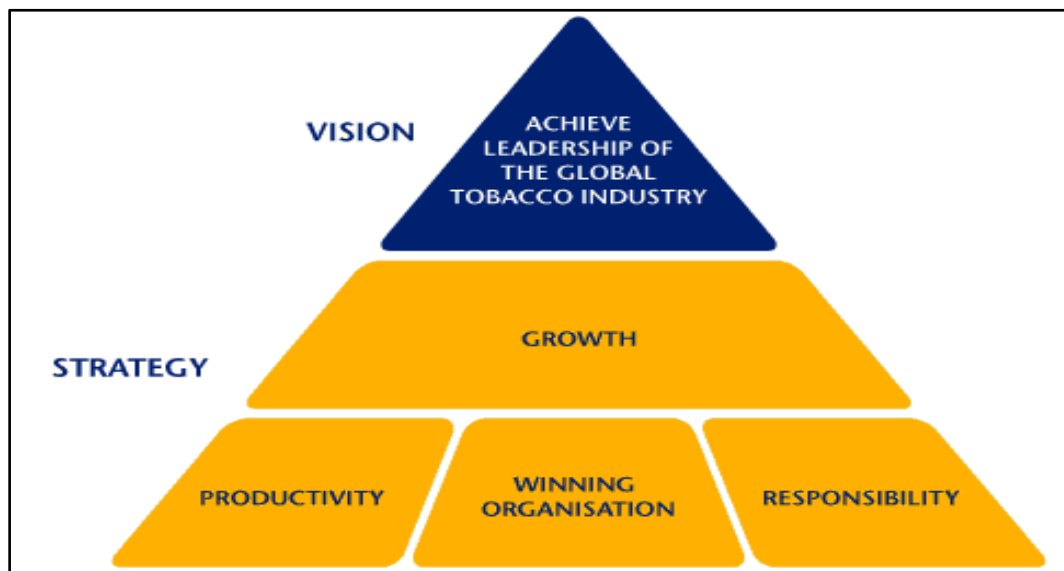 VISION
ACHIEVE
LEADERSHIP OF
THE GLOBAL
TOBACCO INDUSTRY
STRATEGY
GROWTH
PRODUCTIVITY
WINNING
ORGANISATION
RESPONSIBILITY